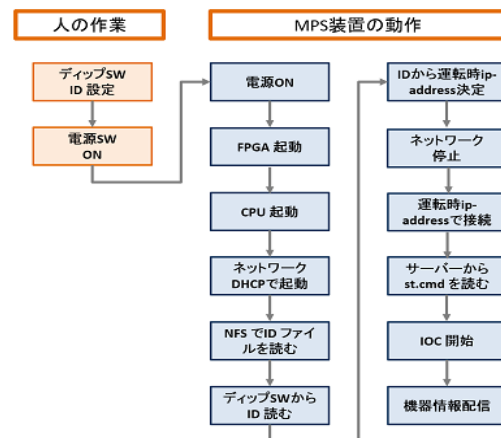 人の作業
MPS装置の動作
ディップSW
ID 設定
電源SW
ON
電源ON
FPGA 起動
CPU 起動
ネットワーク
DHCPで起動
NFS でID ファイ
ルを読む
ディップSWから
ID 読む
IDから運転時ip-
address決定
ネットワーク
停止
運転時ip-
addressで接続
サーバーから
st.cmd を読む
IOC 開始
機器情報配信